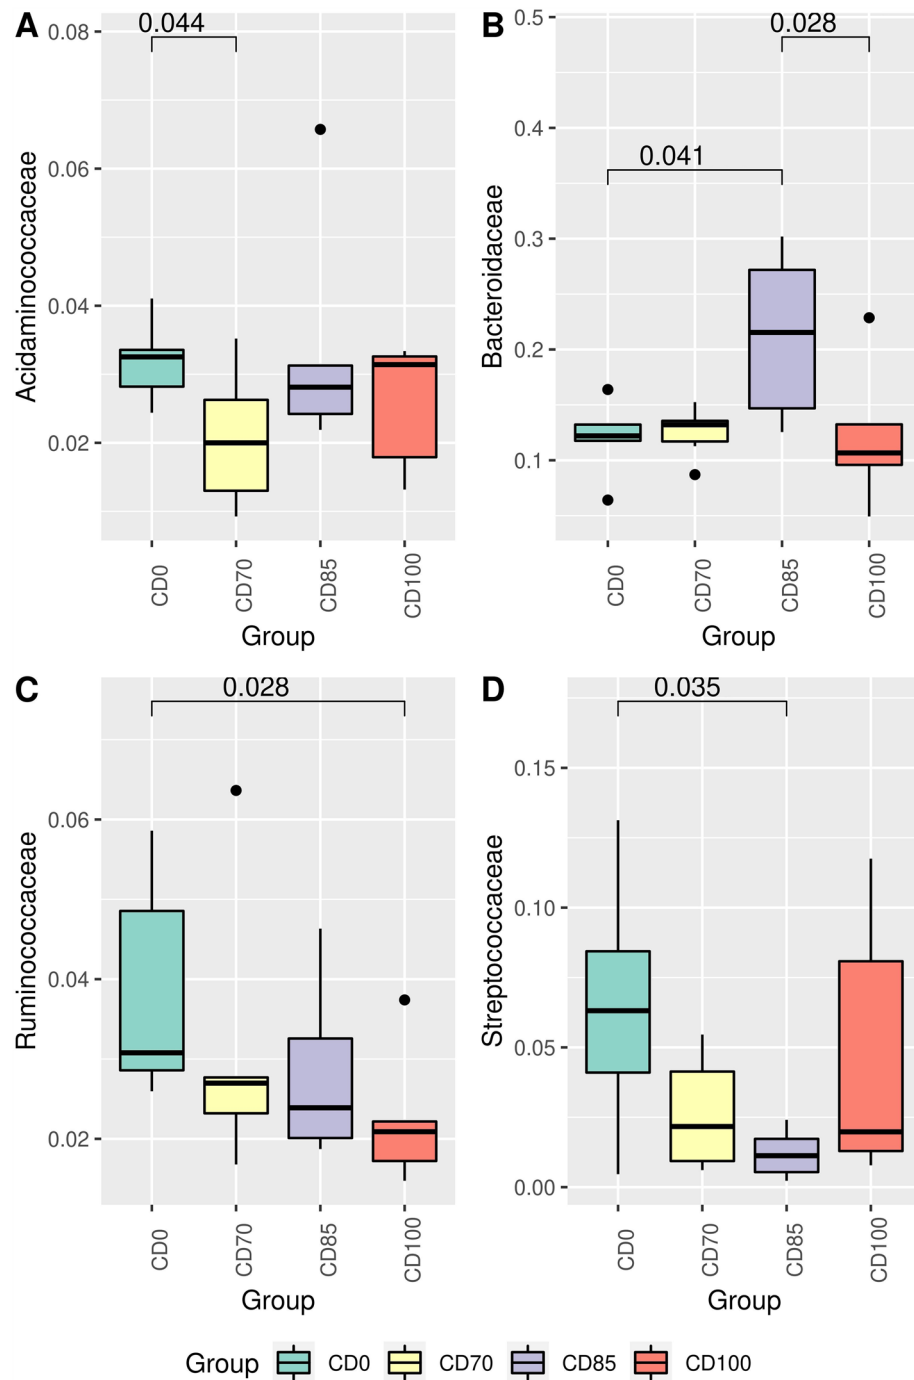 A
0.044
0.08
0.06
0.04
0.02
Acidaminococcaceae
CD0
CD70
CD85
CD100
Group
B
0.028
0.041
0.5
0.4
0.3
0.2
0.1
Bacteroidaceae
CD0
CD70
CD85
CD100
Group
C
0.028
0.06
0.04
0.02
Ruminococcaceae
CD0
CD70
CD85
CD100
Group
D
0.035
0.15
0.10
0.05
0.00
Streptococcaceae
CD0
CD70
CD85
CD100
Group
Group CD0 CD70 CD85 CD100